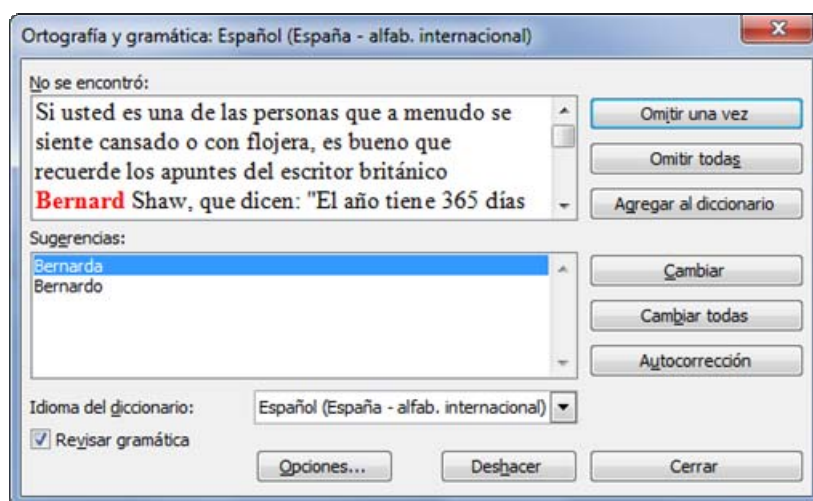 Ortografía y gramática: Español (España - alfab. internacional)
No se encontró:
Si usted es una de las personas que a menudo se
siente cansado o con flojera, es bueno que
recuerde los apuntes del escritor británico
Bernard Shaw, que dicen: "El año tiene 365 días
Omitir una vez
Omitir todas
Agregar al diccionario
Sugerencias:
Bernarda
Bernardo
Cambiar
Cambiar todas
Autocorrección
Idioma del diccionario:
Español (España - alfab. internacional)
Revisar gramática
Opciones...
Deshacer
Cerrar